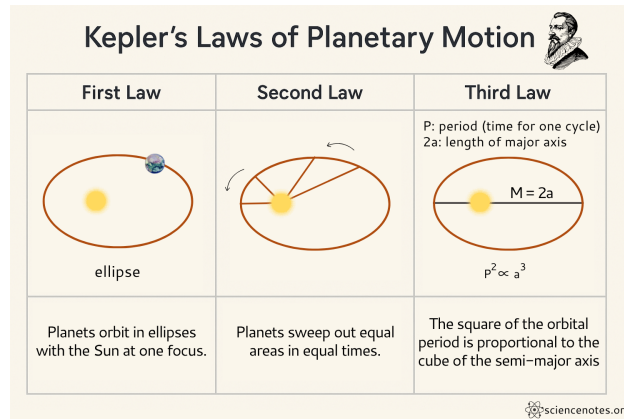 Kepler's Laws of Planetary Motion
First Law
Second Law
Third Law
P: period (time for one cycle)
2a: length of major axis
M = 2a
ellipse
P² ∝ a³
Planets orbit in ellipses
with the Sun at one focus.
Planets sweep out equal
areas in equal times.
The square of the orbital
period is proportional to the
cube of the semi-major axis
sciencenotes.or